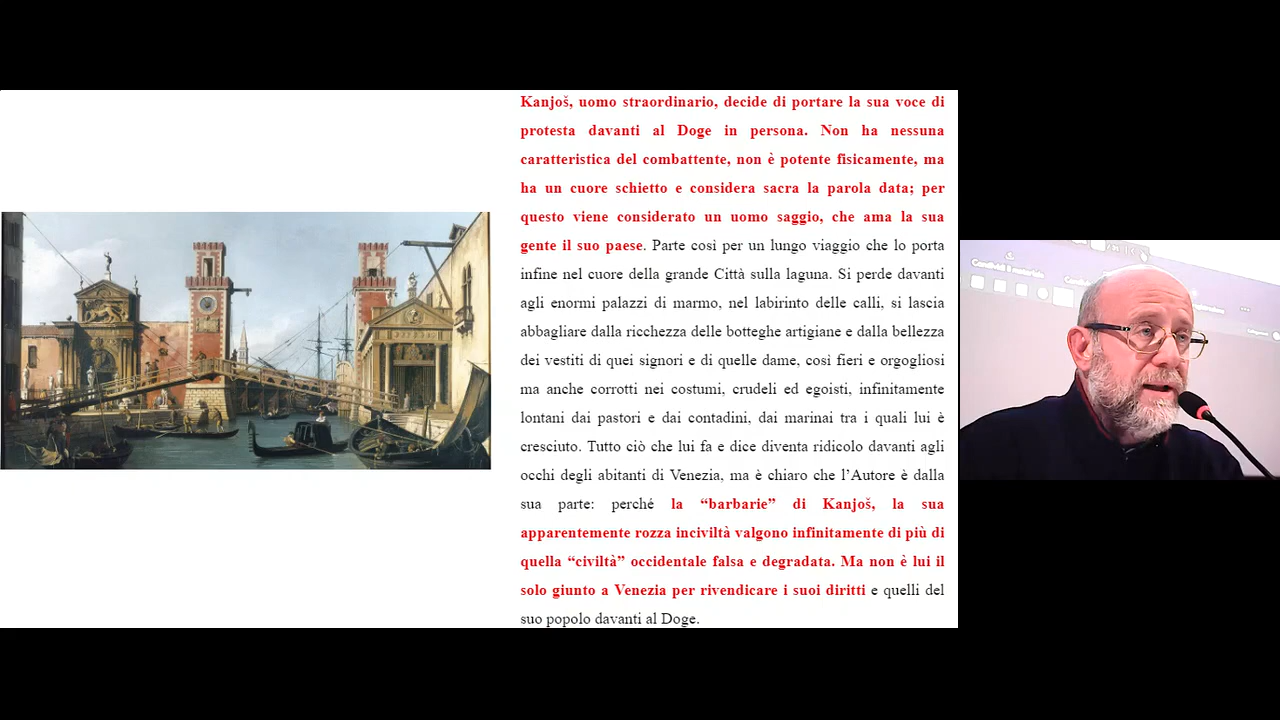 Kanjoš, uomo straordinario, decide di portare la sua voce di
protesta davanti al Doge in persona. Non ha nessuna
caratteristica del combattente, non è potente fisicamente, ma
ha un cuore schietto e considera sacra la parola data; per
questo viene considerato un uomo saggio, che ama la sua
gente il suo paese. Parte così per un lungo viaggio che lo porta
infine nel cuore della grande Città sulla laguna. Si perde davanti
agli enormi palazzi di marmo, nel labirinto delle calli, si lascia
abbagliare dalla ricchezza delle botteghe artigiane e dalla bellezza
dei vestiti di quei signori e di quelle dame, così fieri e orgogliosi
ma anche corrotti nei costumi, crudeli ed egoisti, infinitamente
lontani dai pastori e dai contadini, dai marinai tra i quali lui è
cresciuto. Tutto ciò che lui fa e dice diventa ridicolo davanti agli
occhi degli abitanti di Venezia, ma è chiaro che l’Autore è dalla
sua parte: perché la “barbarie” di Kanjoš, la sua
apparentemente rozza inciviltà valgono infinitamente di più di
quella “civiltà” occidentale falsa e degradata. Ma non è lui il
solo giunto a Venezia per rivendicare i suoi diritti e quelli del
suo popolo davanti al Doge.